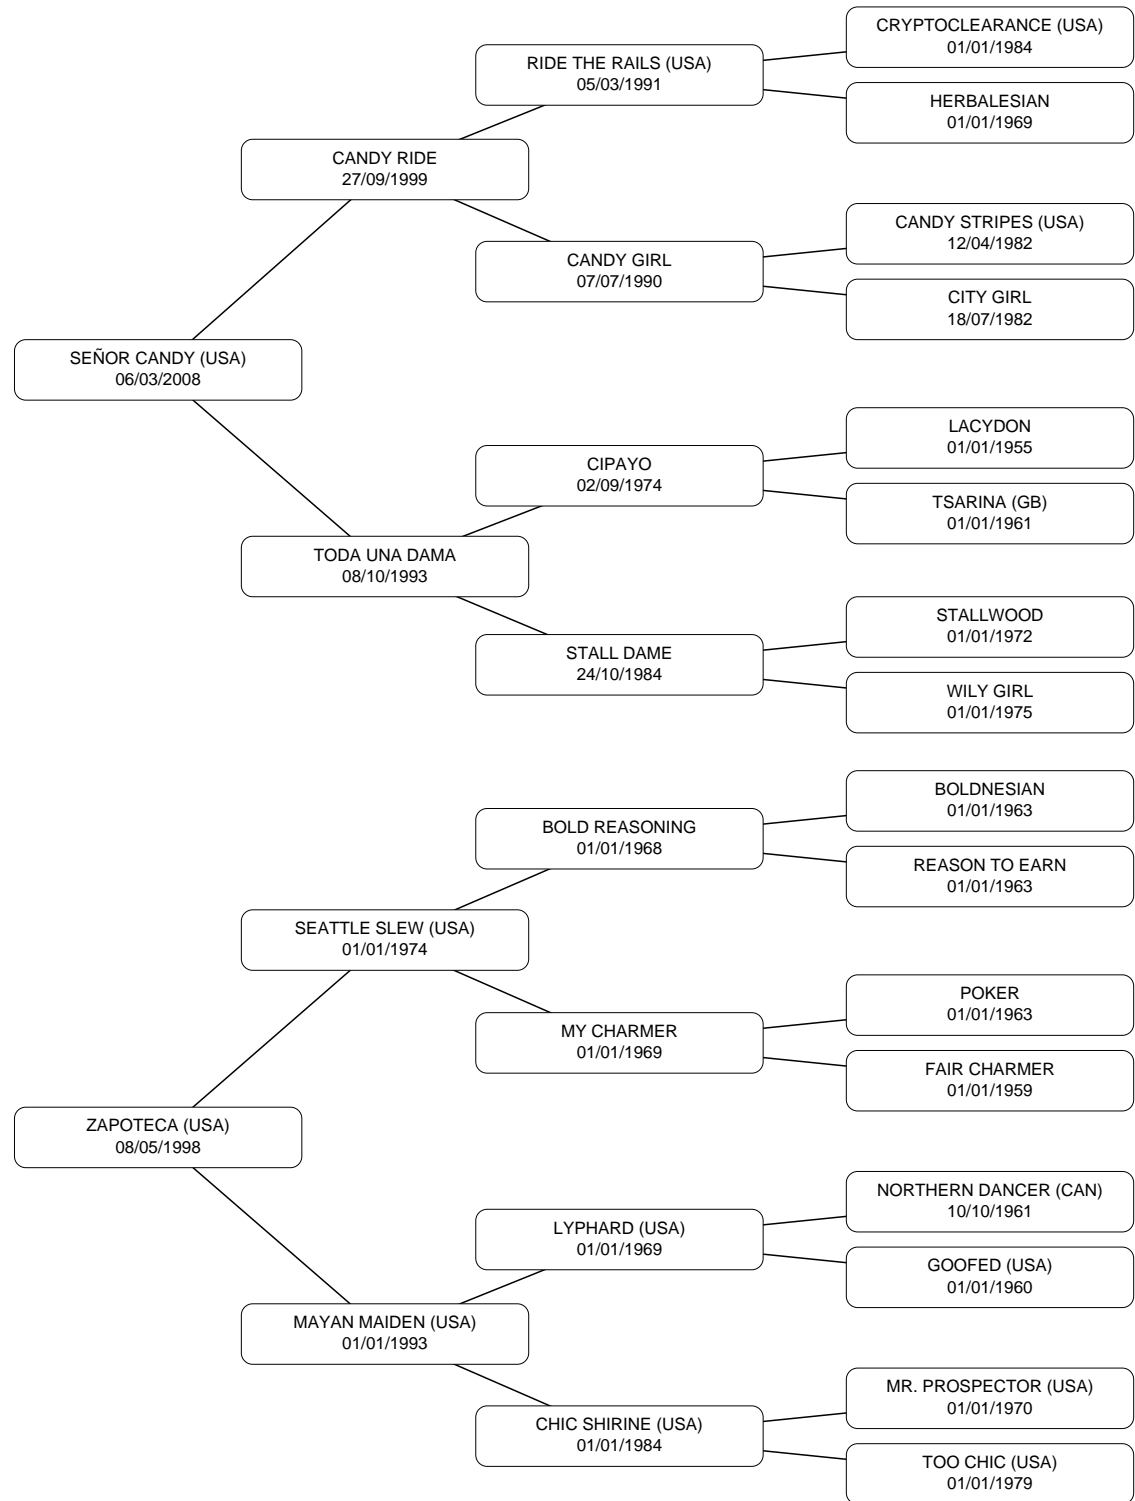 CRYPTOCLEARANCE (USA)
01/01/1984
RIDE THE RAILS (USA)
05/03/1991
HERBALESIAN
01/01/1969
CANDY RIDE
27/09/1999
CANDY STRIPES (USA)
12/04/1982
CANDY GIRL
07/07/1990
CITY GIRL
18/07/1982
SEÑOR CANDY (USA)
06/03/2008
LACYDON
01/01/1955
CIPAYO
02/09/1974
TSARINA (GB)
01/01/1961
TODA UNA DAMA
08/10/1993
STALLWOOD
01/01/1972
STALL DAME
24/10/1984
WILY GIRL
01/01/1975
BOLDNESIAN
01/01/1963
BOLD REASONING
01/01/1968
REASON TO EARN
01/01/1963
SEATTLE SLEW (USA)
01/01/1974
POKER
01/01/1963
MY CHARMER
01/01/1969
FAIR CHARMER
01/01/1959
ZAPOTECA (USA)
08/05/1998
NORTHERN DANCER (CAN)
10/10/1961
LYPHARD (USA)
01/01/1969
GOOFED (USA)
01/01/1960
MAYAN MAIDEN (USA)
01/01/1993
MR. PROSPECTOR (USA)
01/01/1970
CHIC SHIRINE (USA)
01/01/1984
TOO CHIC (USA)
01/01/1979